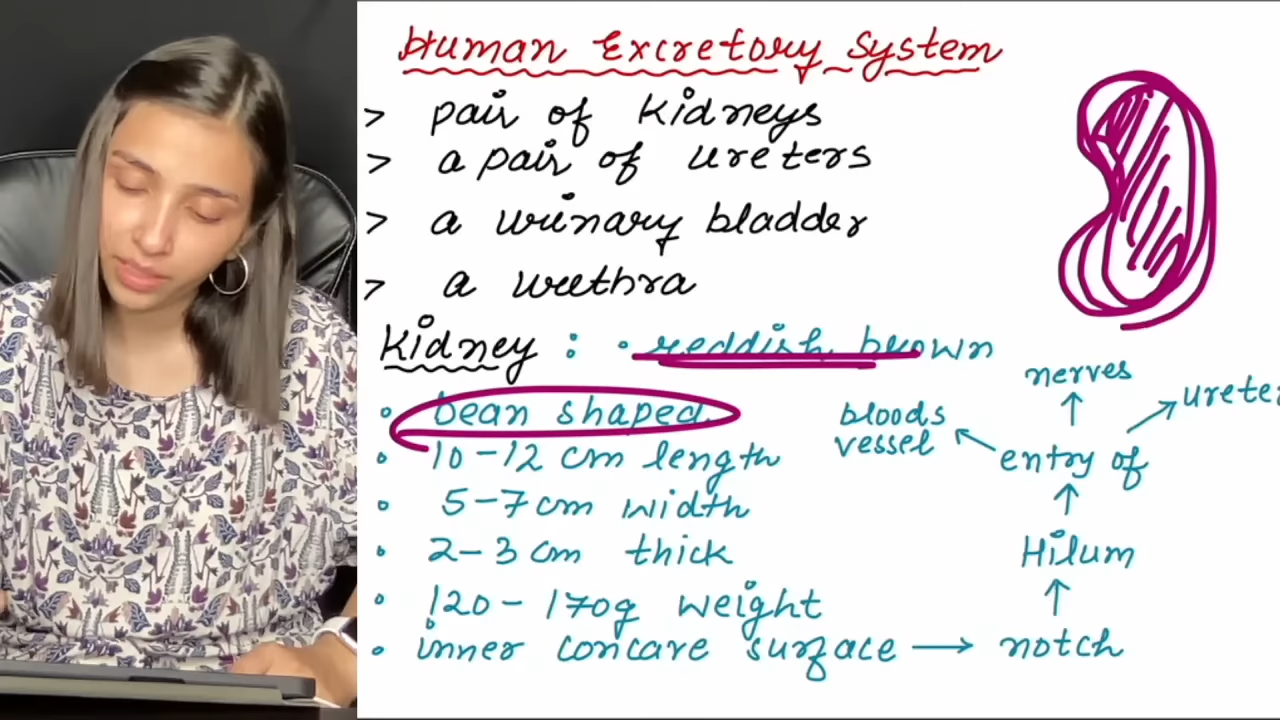 Human Excretory System
> pair of kidneys
> a pair of ureters
> a urinary bladder
> a urethra
Kidney : • reddish brown
• bean shaped
• 10-12 cm length
• 5-7 cm width
• 2-3 cm thick
• 120-170g weight
• inner concave surface → notch
↑
Hilum
↑
entry of
bloods vessel
nerves
ureter